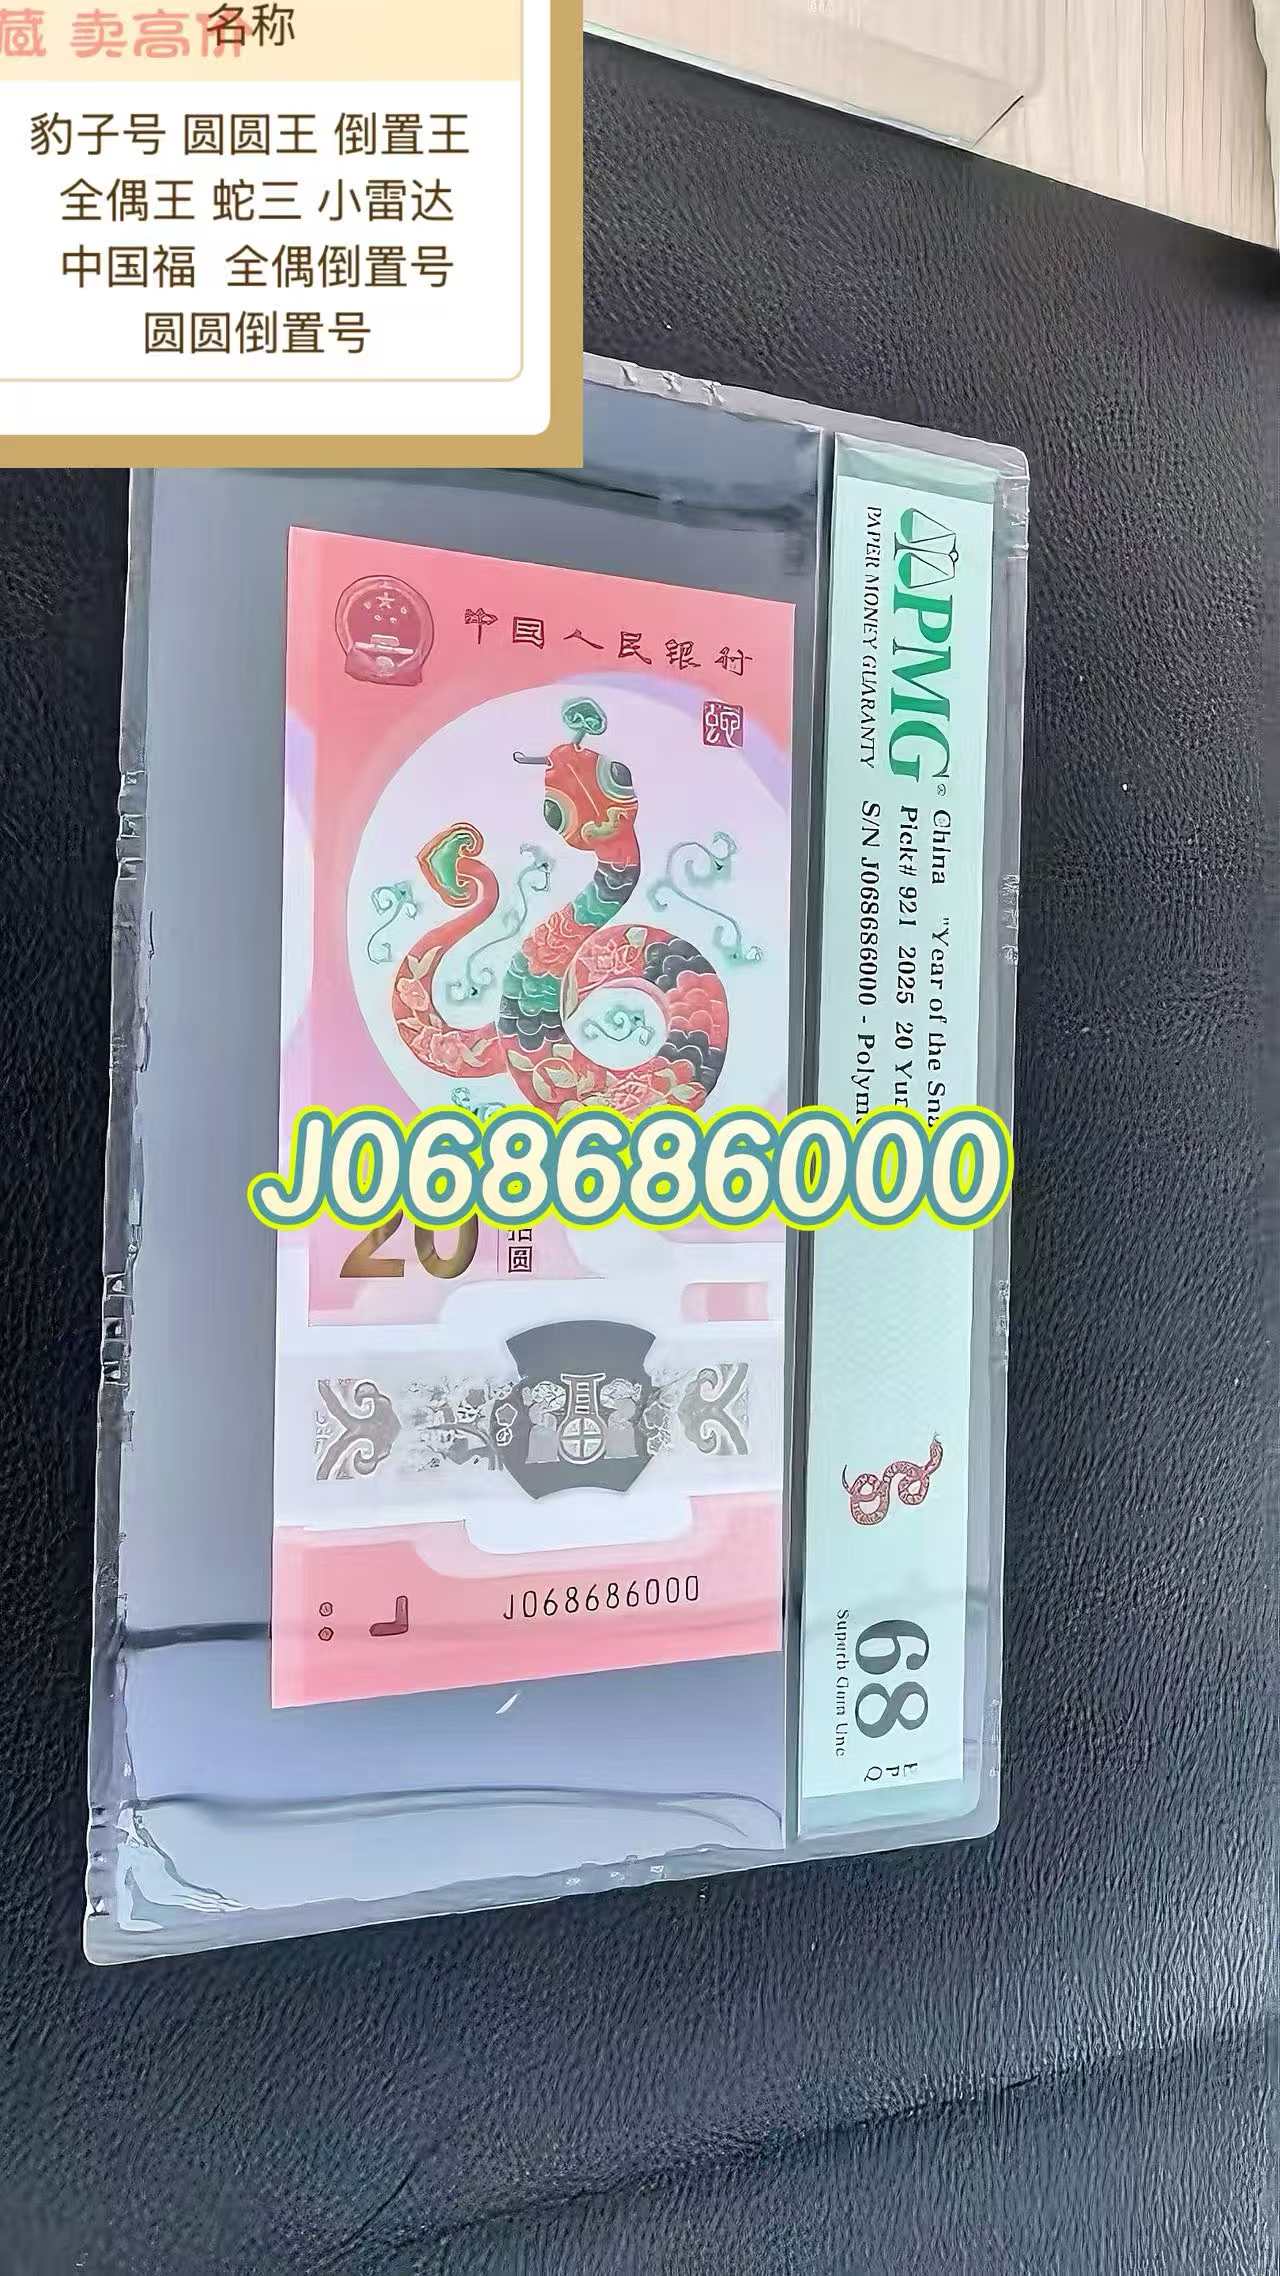 藏 卖高价
名称
豹子号 圆圆王 倒置王
全偶王 蛇三 小雷达
中国福 全偶倒置号
圆圆倒置号
中国人民银行
蛇
J068686000
20
圆
J068686000
PMG
PAPER MONEY GUARANTY
China "Year of the Sna
Pick# 921 2025 20 Yu
S/N J068686000 - Polym
68
EPQ
Superb Gem Unc